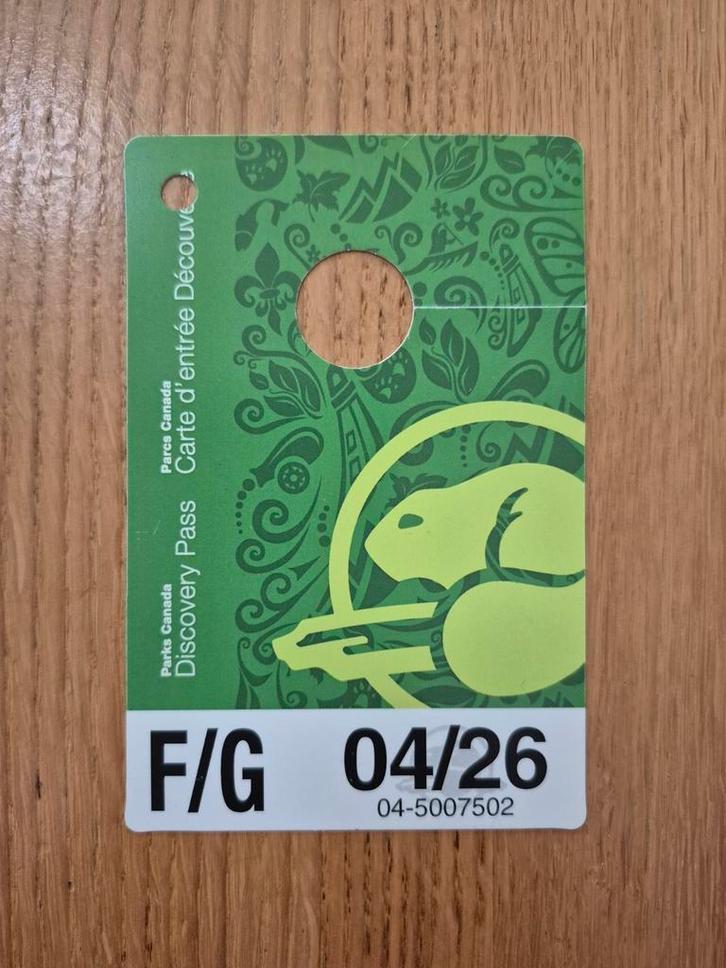 Parks Canada
Discovery Pass
Parcs Canada
Carte d'entrée Découve
F/G
04/26
04-5007502